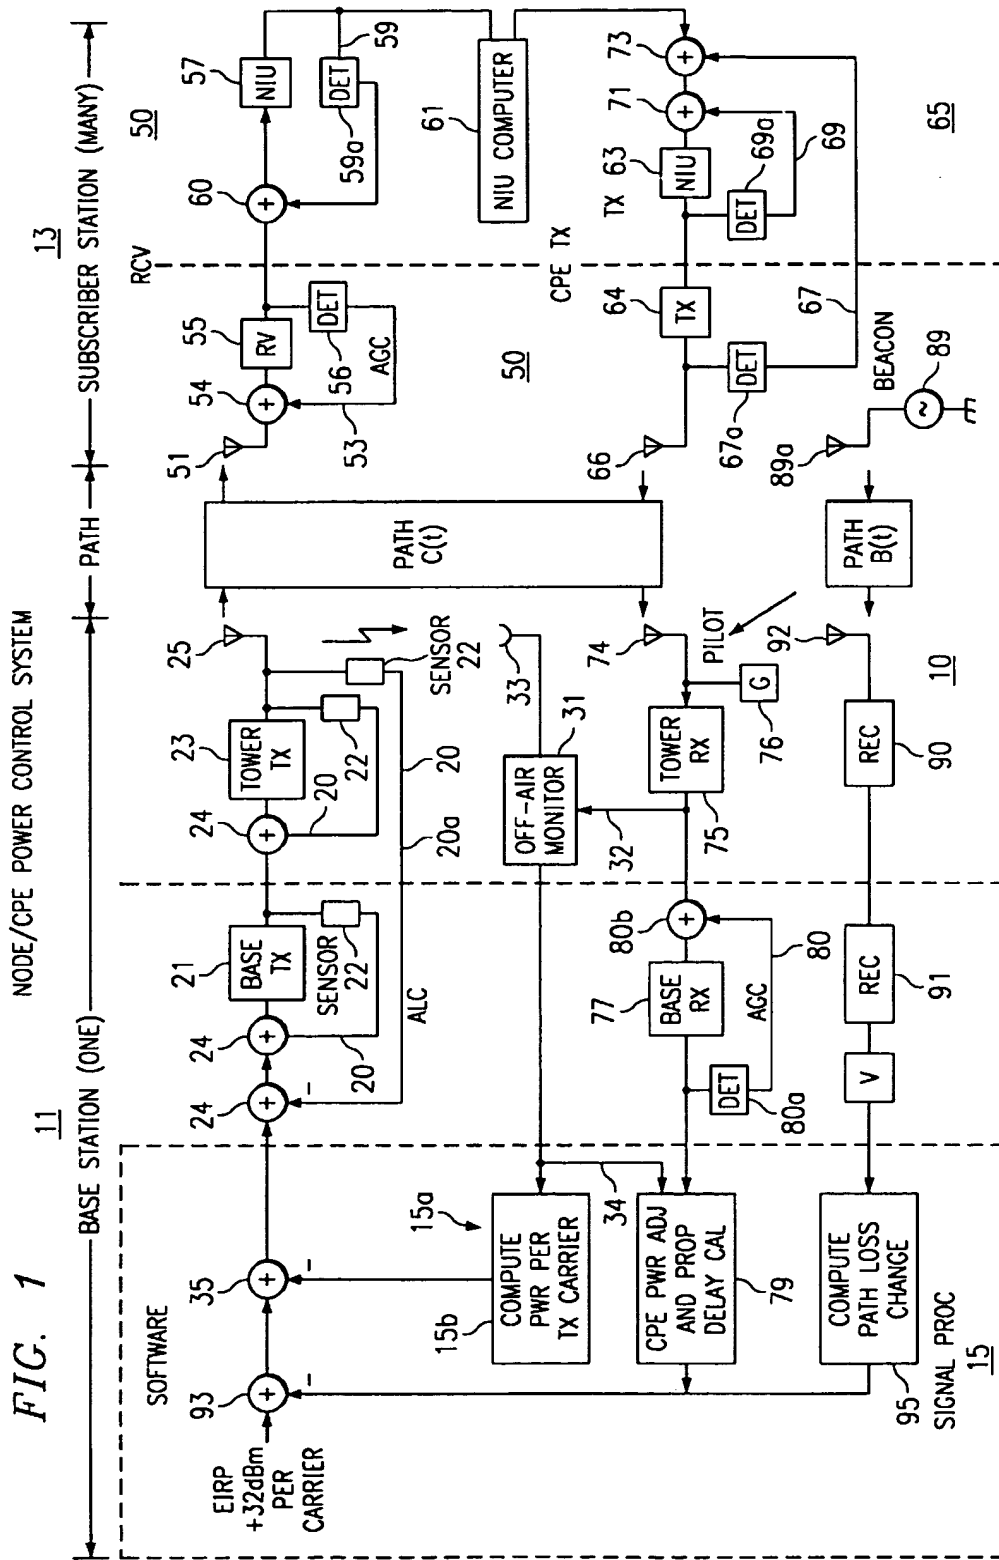 FIG. 1
NODE/CPE POWER CONTROL SYSTEM
11
BASE STATION (ONE)
PATH
13
SUBSCRIBER STATION (MANY)
SOFTWARE
EIRP
+32dBm
PER
CARRIER
93
35
24
24
21
BASE
TX
SENSOR
22
20
ALC
24
23
TOWER
TX
22
20
20
20a
25
SENSOR
22
PATH
C(t)
51
54
55
RV
DET
56
AGC
53
RCV
60
57
NIU
DET
59
59a
50
61
NIU COMPUTER
15a
COMPUTE
PWR PER
TX CARRIER
15b
OFF-AIR
MONITOR
31
33
32
34
CPE PWR ADJ
AND PROP
DELAY CAL
79
77
BASE
RX
80b
AGC
80
DET
80a
TOWER
RX
75
74
PILOT
G
76
50
CPE TX
66
64
TX
DET
67a
67
TX
63
NIU
71
73
DET
69a
69
65
COMPUTE
PATH LOSS
CHANGE
95
SIGNAL PROC
15
V
REC
91
REC
90
10
92
PATH
B(t)
89a
BEACON
89